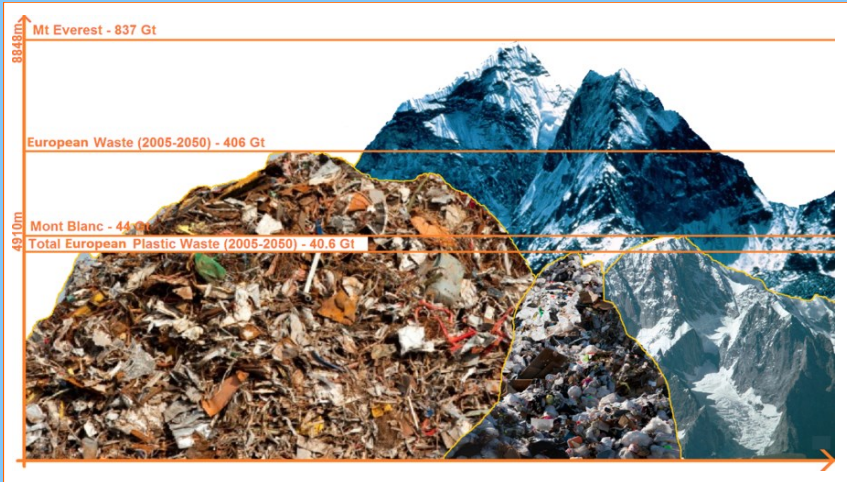 8848m
Mt Everest - 837 Gt
European Waste (2005-2050) - 406 Gt
4910m
Mont Blanc - 44
Total European Plastic Waste (2005-2050) - 40.6 Gt